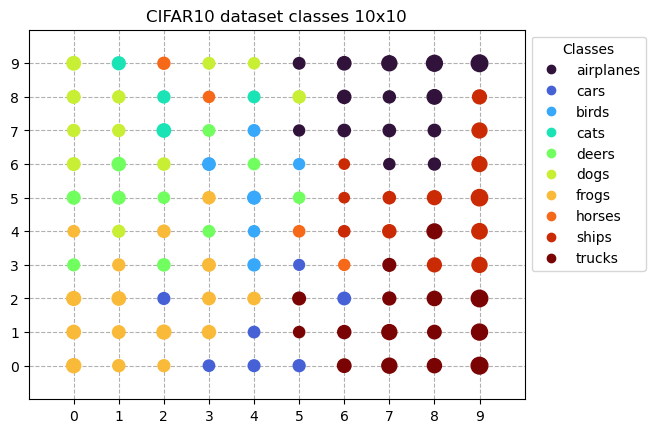 CIFAR10 dataset classes 10x10
9
8
7
6
5
4
3
2
1
0
0 1 2 3 4 5 6 7 8 9
Classes
airplanes
cars
birds
cats
deers
dogs
frogs
horses
ships
trucks